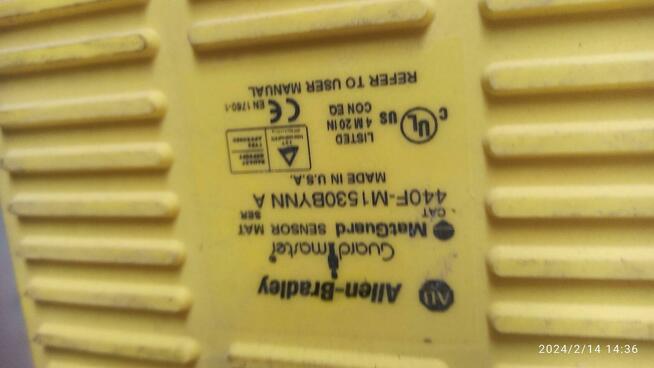 Allen-Bradley
Guardmaster
MatGuard SENSOR MAT
CAT SER
440F-M1530BYNN A
MADE IN U.S.A.
LISTED
4 M 20 IN
CON EQ
C UL US
CE
EN 1760-1
REFER TO USER MANUAL
2024/2/14 14:36